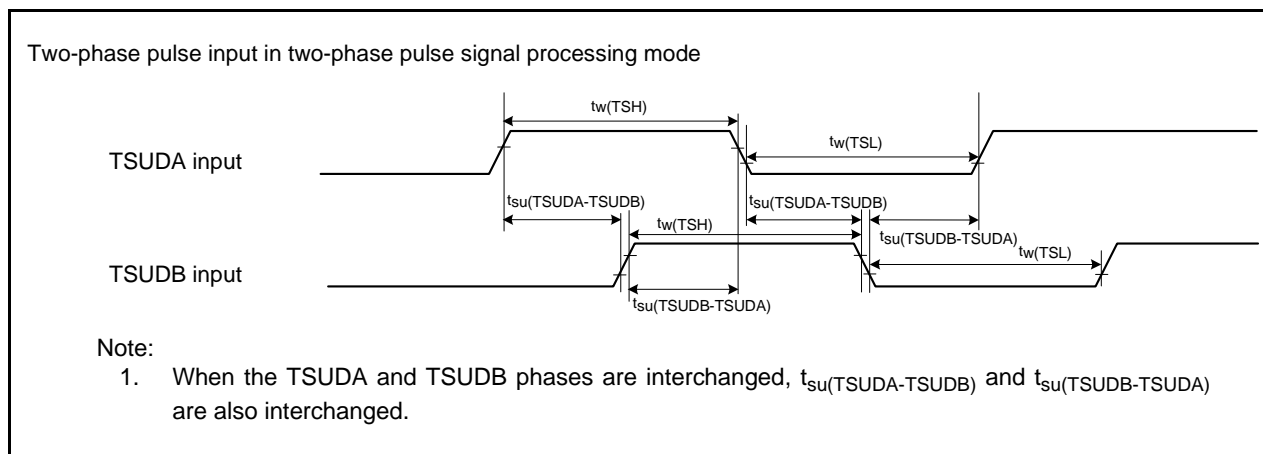 Two-phase pulse input in two-phase pulse signal processing mode
tw(TSH)
TSUDA input
tw(TSL)
tsu(TSUDA-TSUDB)
tsu(TSUDA-TSUDB)
tw(TSH)
tsu(TSUDB-TSUDA)
TSUDB input
tw(TSL)
tsu(TSUDB-TSUDA)
Note:
1. When the TSUDA and TSUDB phases are interchanged, tsu(TSUDA-TSUDB) and tsu(TSUDB-TSUDA)
are also interchanged.